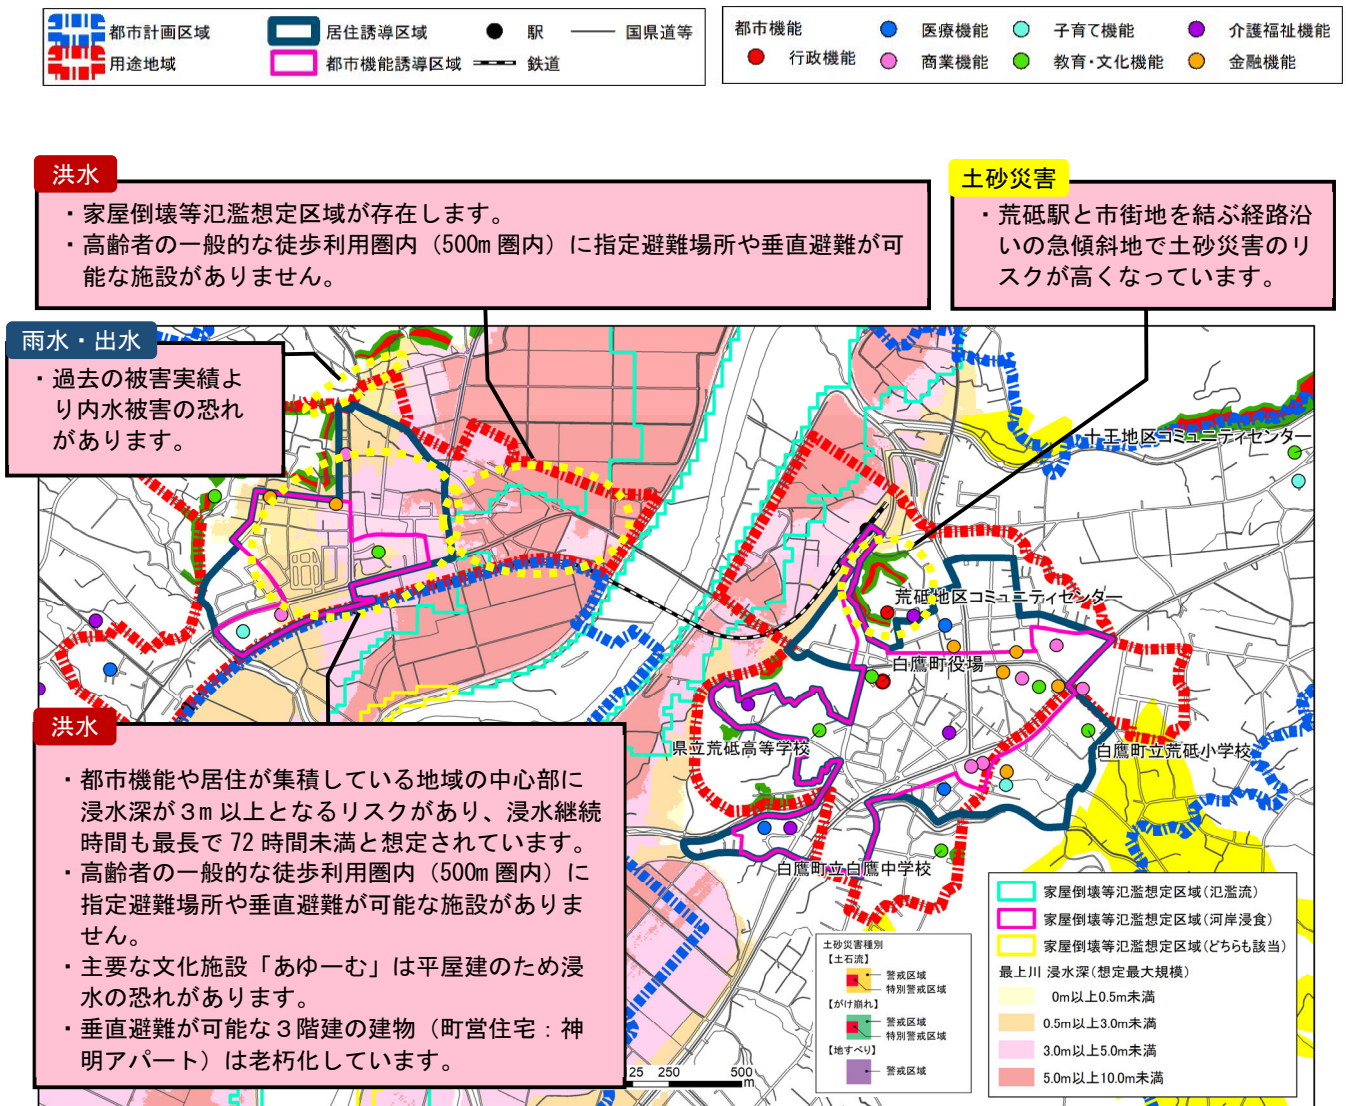 都市計画区域
居住誘導区域
駅
国県道等
用途地域
都市機能誘導区域
鉄道
都市機能
医療機能
子育て機能
介護福祉機能
行政機能
商業機能
教育・文化機能
金融機能
洪水
・家屋倒壊等氾濫想定区域が存在します。
・高齢者の一般的な徒歩利用圏内（500m圏内）に指定避難場所や垂直避難が可
能な施設がありません。
土砂災害
・荒砥駅と市街地を結ぶ経路沿
いの急傾斜地で土砂災害のリ
スクが高くなっています。
雨水・出水
・過去の被害実績よ
り内水被害の恐れ
があります。
十王地区コミュニティセンター
荒砥地区コミュニティセンター
白鷹町役場
県立荒砥高等学校
白鷹町立荒砥小学校
白鷹町立白鷹中学校
洪水
・都市機能や居住が集積している地域の中心部に
浸水深が３m以上となるリスクがあり、浸水継続
時間も最長で72時間未満と想定されています。
・高齢者の一般的な徒歩利用圏内（500m圏内）に
指定避難場所や垂直避難が可能な施設がありま
せん。
・主要な文化施設「あゆーむ」は平屋建のため浸
水の恐れがあります。
・垂直避難が可能な３階建の建物（町営住宅：神
明アパート）は老朽化しています。
25 250 500
m
土砂災害種別
【土石流】
警戒区域
特別警戒区域
【がけ崩れ】
警戒区域
特別警戒区域
【地すべり】
警戒区域
家屋倒壊等氾濫想定区域（氾濫流）
家屋倒壊等氾濫想定区域（河岸浸食）
家屋倒壊等氾濫想定区域（どちらも該当）
最上川 浸水深（想定最大規模）
0m以上0.5m未満
0.5m以上3.0m未満
3.0m以上5.0m未満
5.0m以上10.0m未満